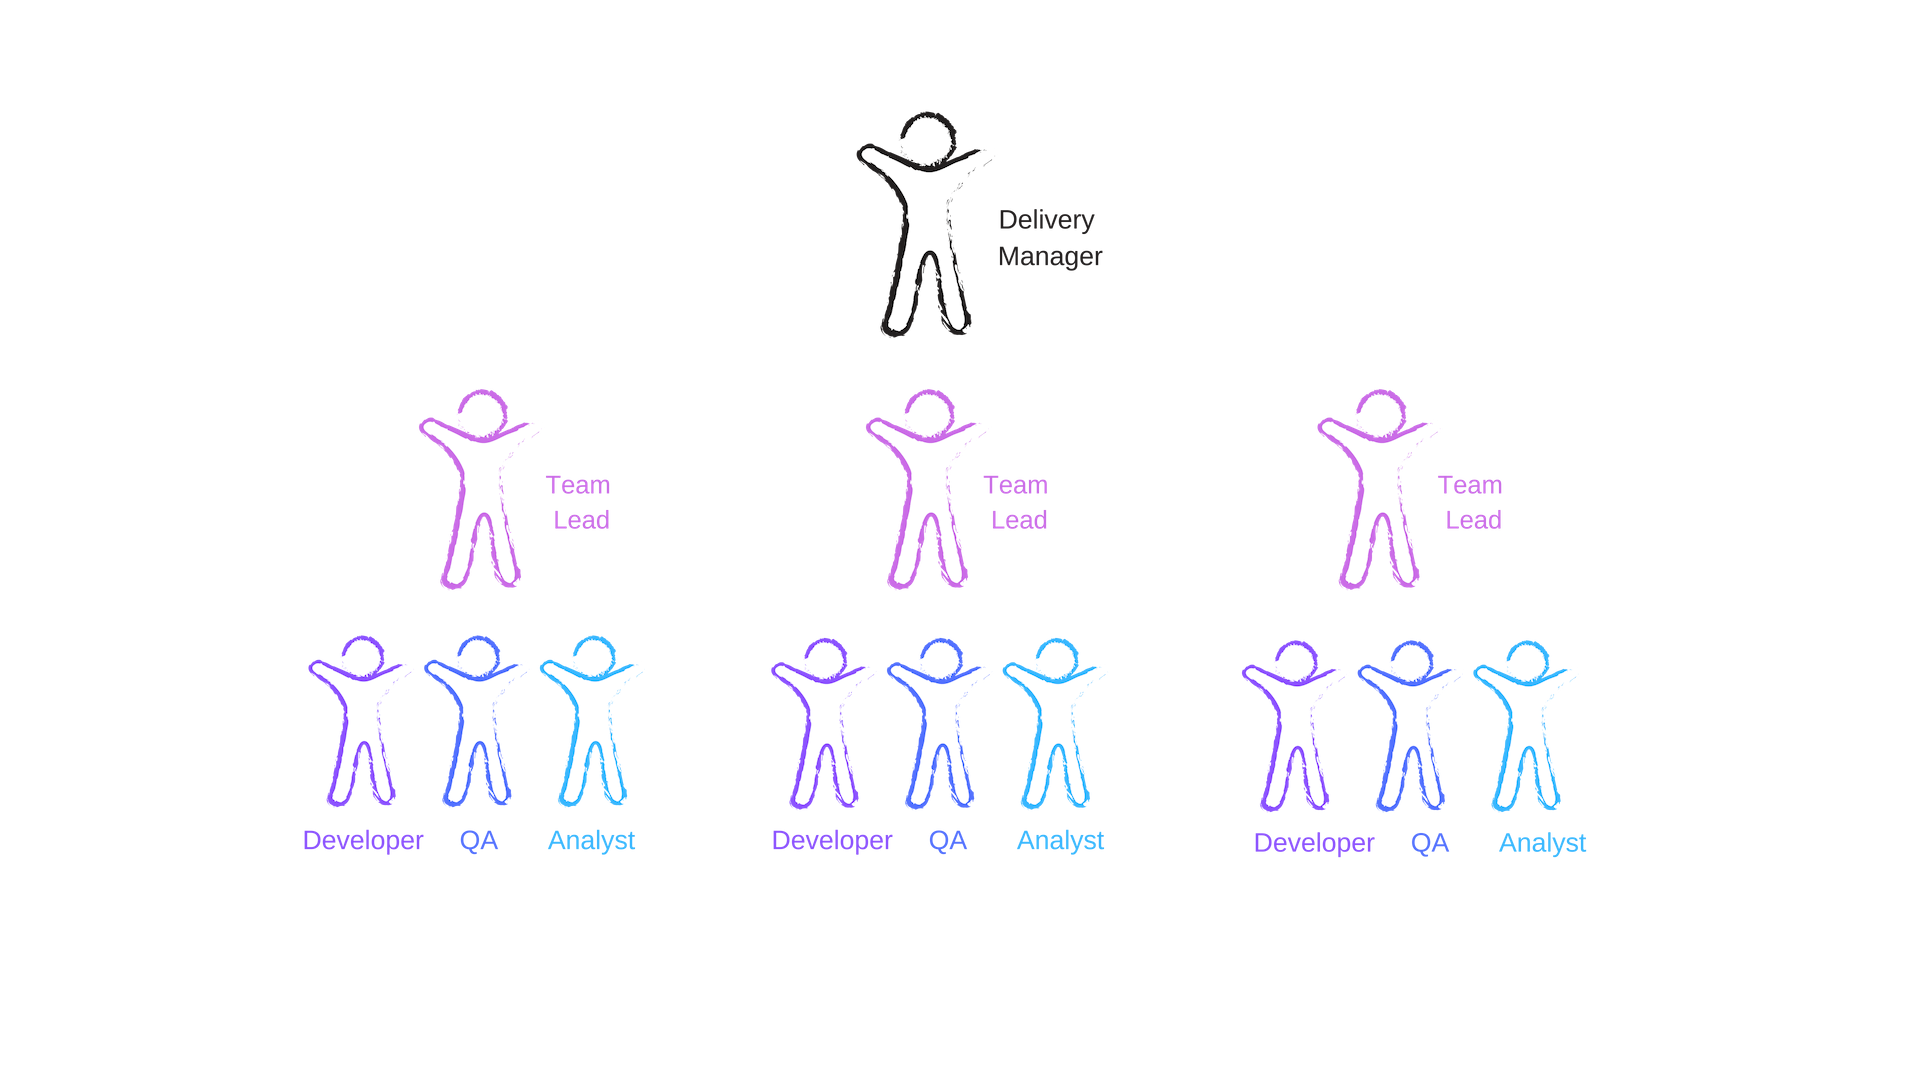 Delivery
Manager
Team
Lead
Team
Lead
Team
Lead
Developer QA Analyst
Developer QA Analyst
Developer QA Analyst